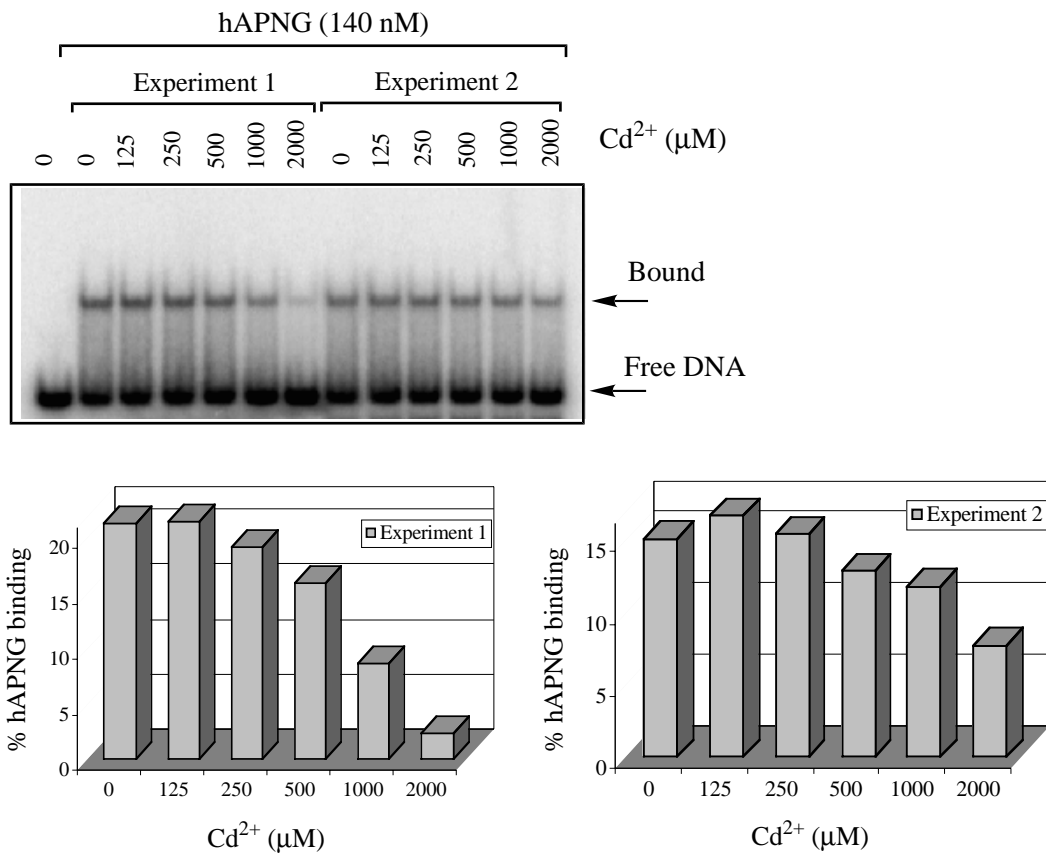 hAPNG (140 nM)
Experiment 1 Experiment 2
0 0 125 250 500 1000 2000 0 125 250 500 1000 2000 Cd²⁺ (µM)
Bound
Free DNA
% hAPNG binding
20
15
10
5
0
Experiment 1
0 125 250 500 1000 2000
Cd²⁺ (µM)
% hAPNG binding
15
10
5
0
Experiment 2
0 125 250 500 1000 2000
Cd²⁺ (µM)